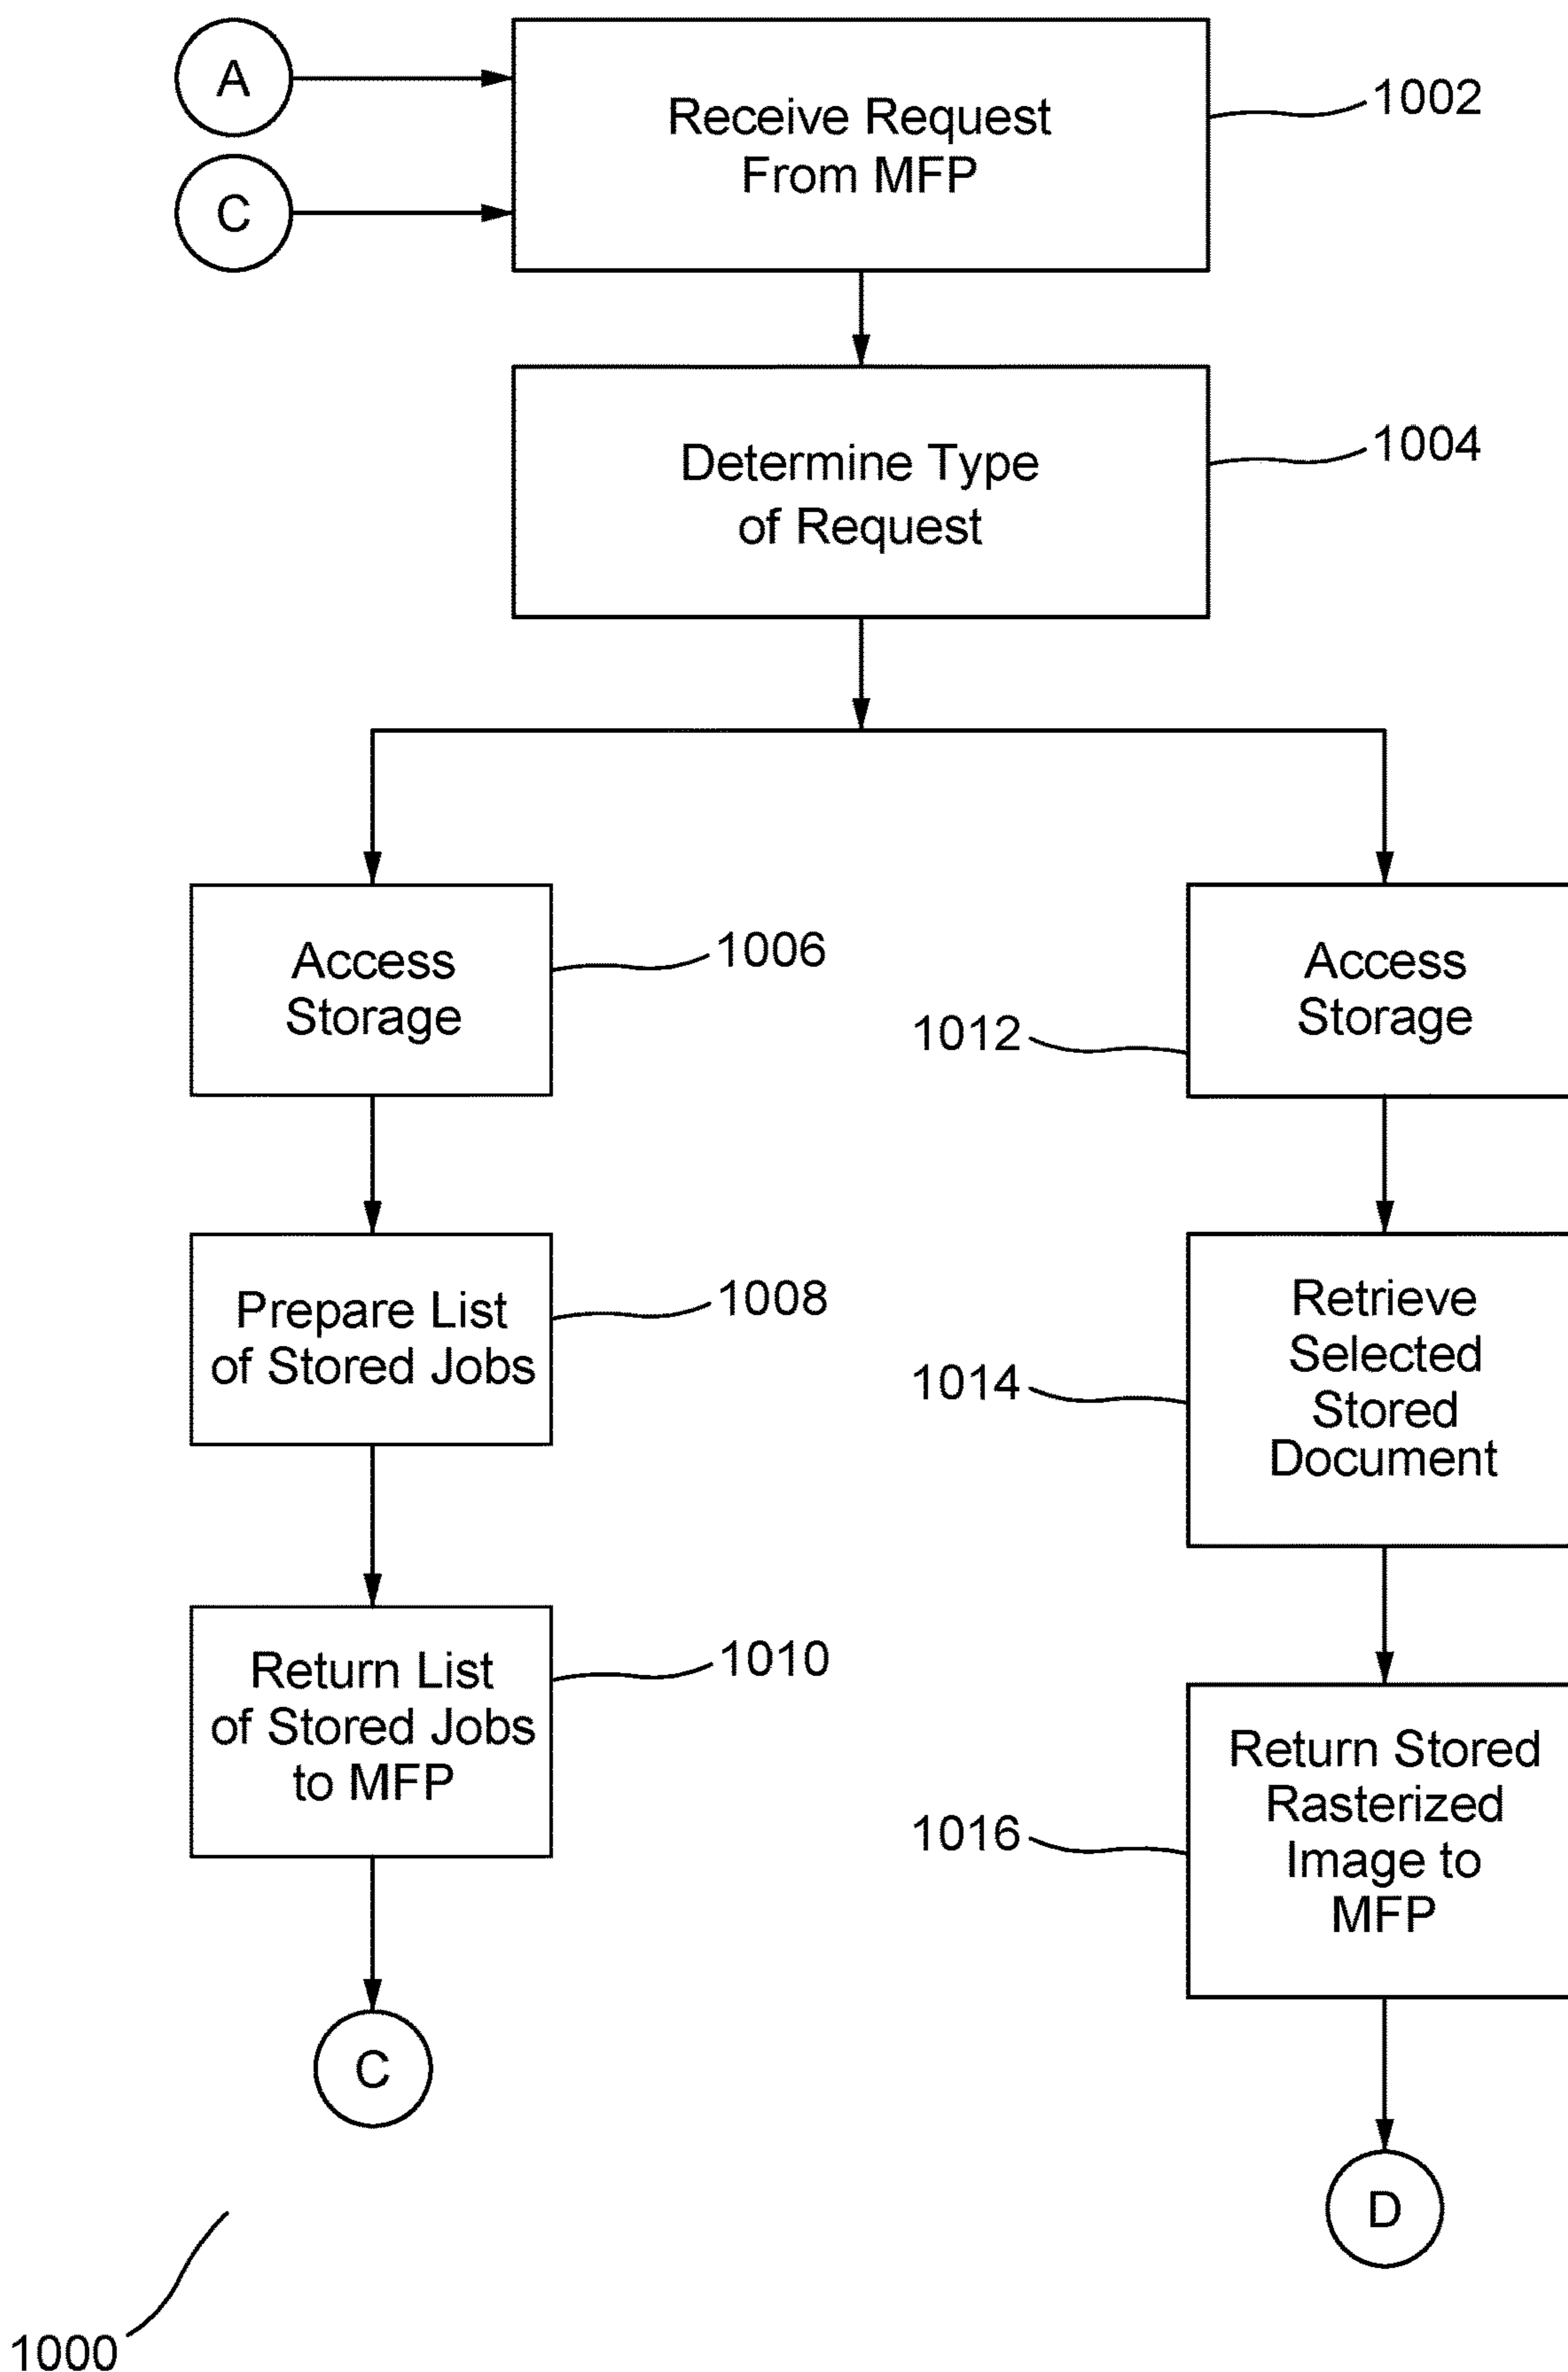 A
C
Receive Request
From MFP
1002
Determine Type
of Request
1004
Access
Storage
1006
Access
Storage
1012
Prepare List
of Stored Jobs
1008
Retrieve
Selected
Stored
Document
1014
Return List
of Stored Jobs
to MFP
1010
Return Stored
Rasterized
Image to
MFP
1016
C
D
1000